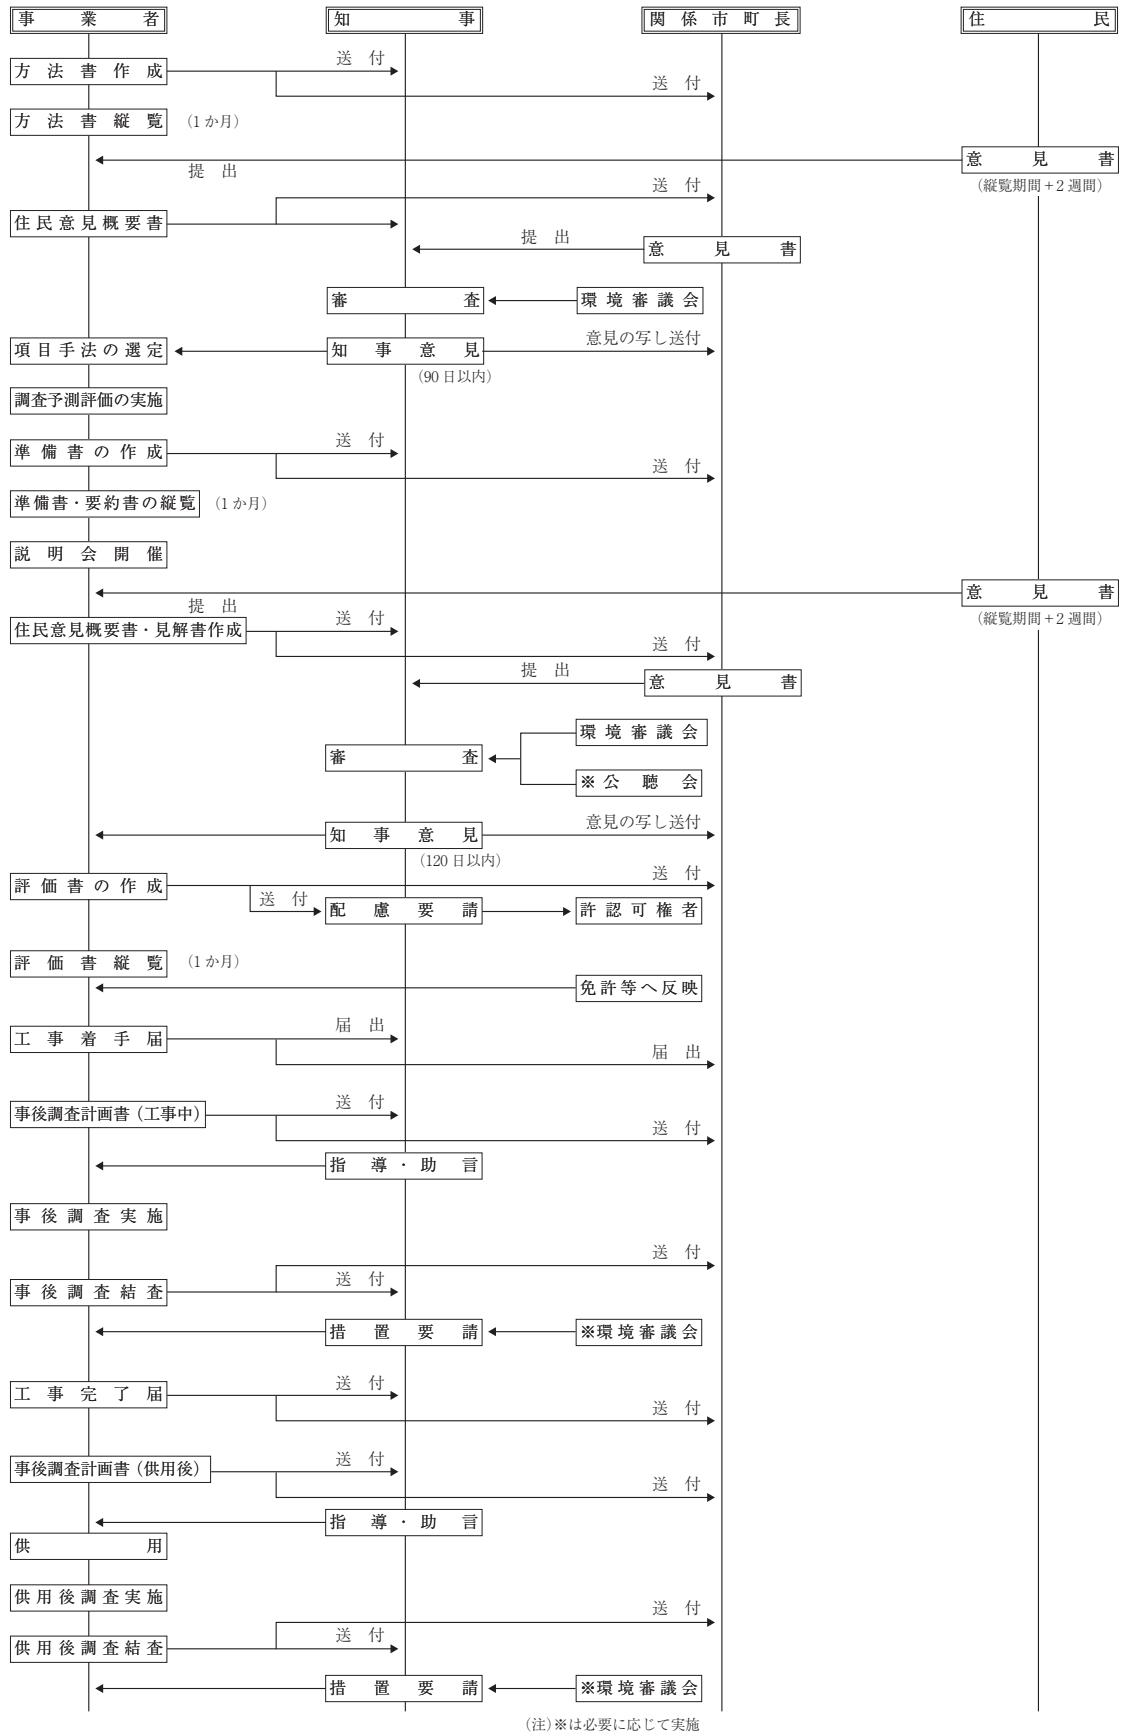 事業者 知事 関係市町長 住民
送付
方法書作成
送付
方法書縦覧 (1か月)
意見書
提出
(縦覧期間+2週間)
送付
住民意見概要書
提出
意見書
審査 環境審議会
意見の写し送付
項目手法の選定 知事意見
(90日以内)
調査予測評価の実施
送付
準備書の作成
送付
準備書・要約書の縦覧 (1か月)
説明会開催
意見書
提出
(縦覧期間+2週間)
送付
住民意見概要書・見解書作成
送付
提出
意見書
環境審議会
審査
※公聴会
意見の写し送付
知事意見
(120日以内)
送付
評価書の作成
送付
配慮要請 許認可権者
評価書縦覧 (1か月)
免許等へ反映
届出
工事着手届
届出
送付
事後調査計画書(工事中)
送付
指導・助言
事後調査実施
送付
送付
事後調査結査
措置要請 ※環境審議会
送付
工事完了届
送付
送付
事後調査計画書(供用後)
送付
指導・助言
供用
供用後調査実施
送付
送付
供用後調査結査
措置要請 ※環境審議会
(注)※は必要に応じて実施